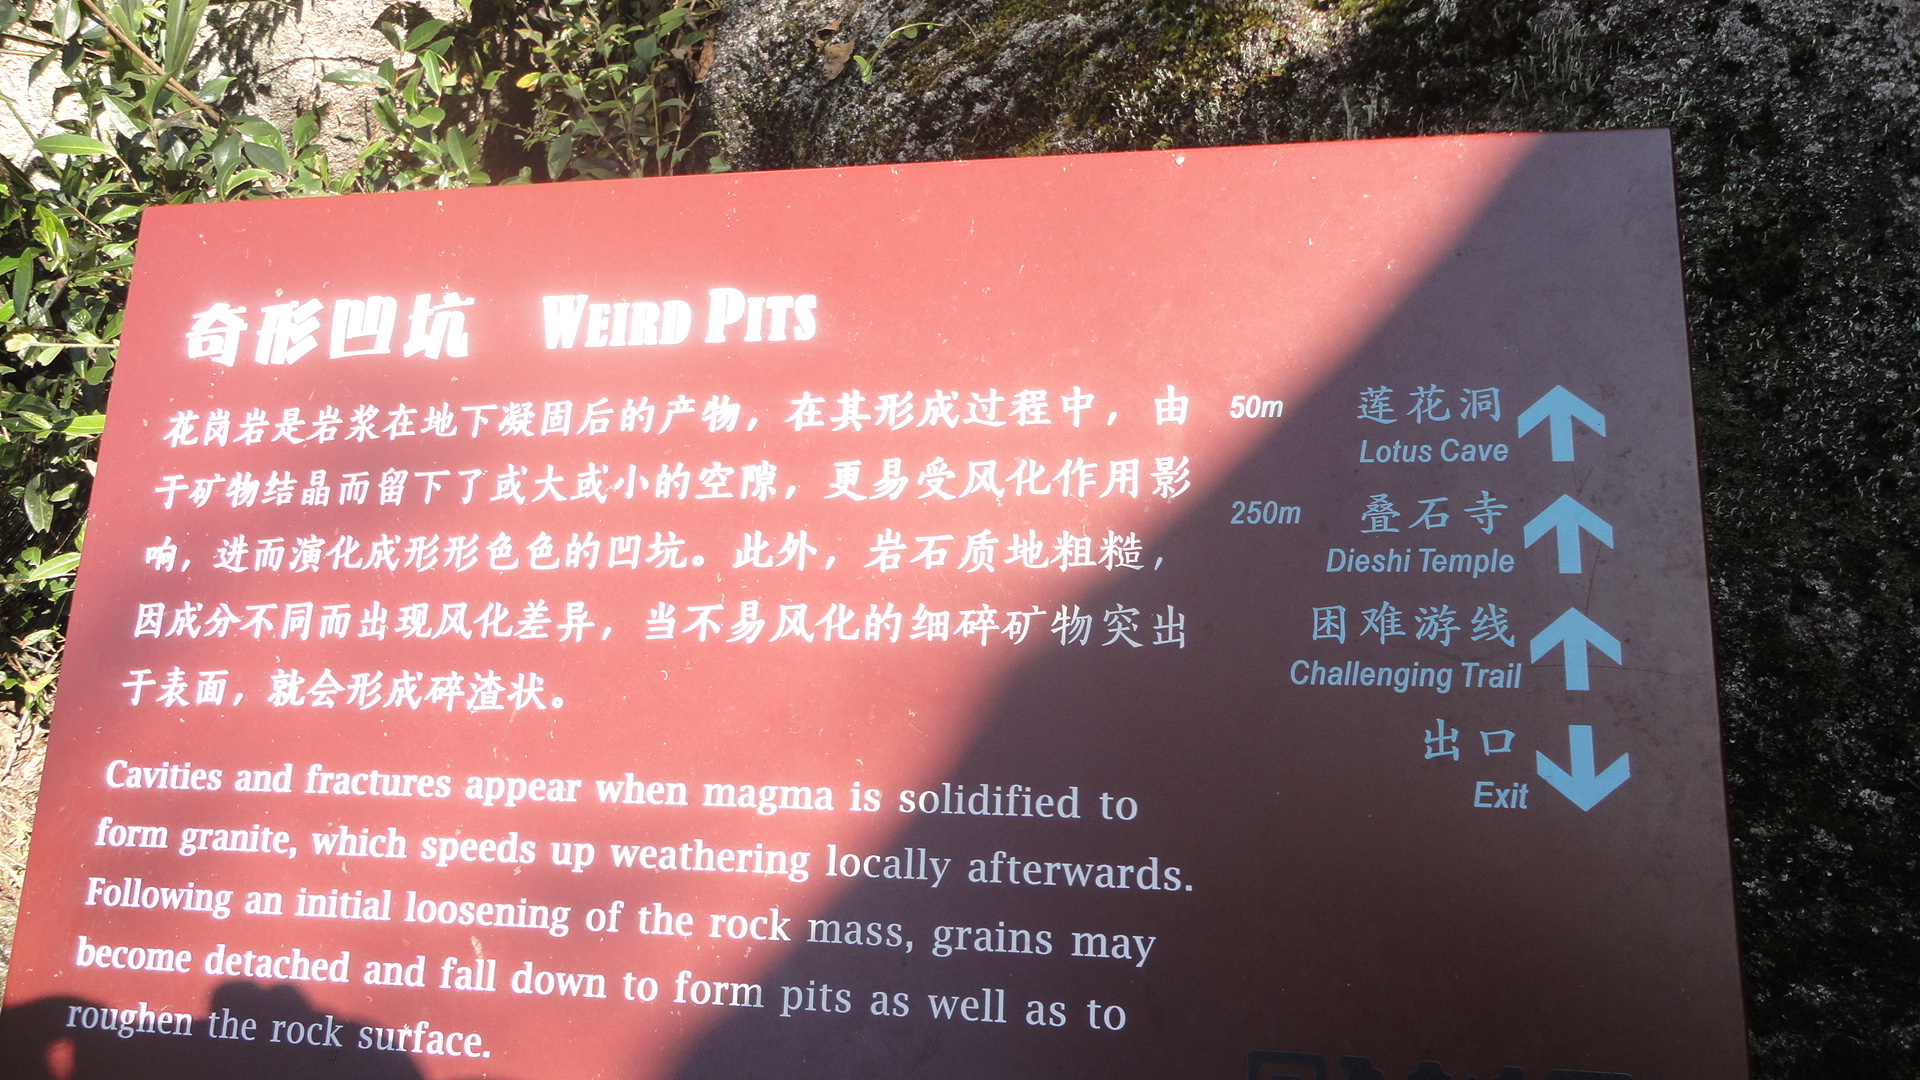 奇形凹坑 WEIRD PITS
花岗岩是岩浆在地下凝固后的产物，在其形成过程中，由
于矿物结晶而留下了或大或小的空隙，更易受风化作用影
响，进而演化成形形色色的凹坑。此外，岩石质地粗糙，
因成分不同而出现风化差异，当不易风化的细碎矿物突出
于表面，就会形成碎渣状。
Cavities and fractures appear when magma is solidified to
form granite, which speeds up weathering locally afterwards.
Following an initial loosening of the rock mass, grains may
become detached and fall down to form pits as well as to
roughen the rock surface.
50m 莲花洞
Lotus Cave
250m 叠石寺
Dieshi Temple
困难游线
Challenging Trail
出口
Exit